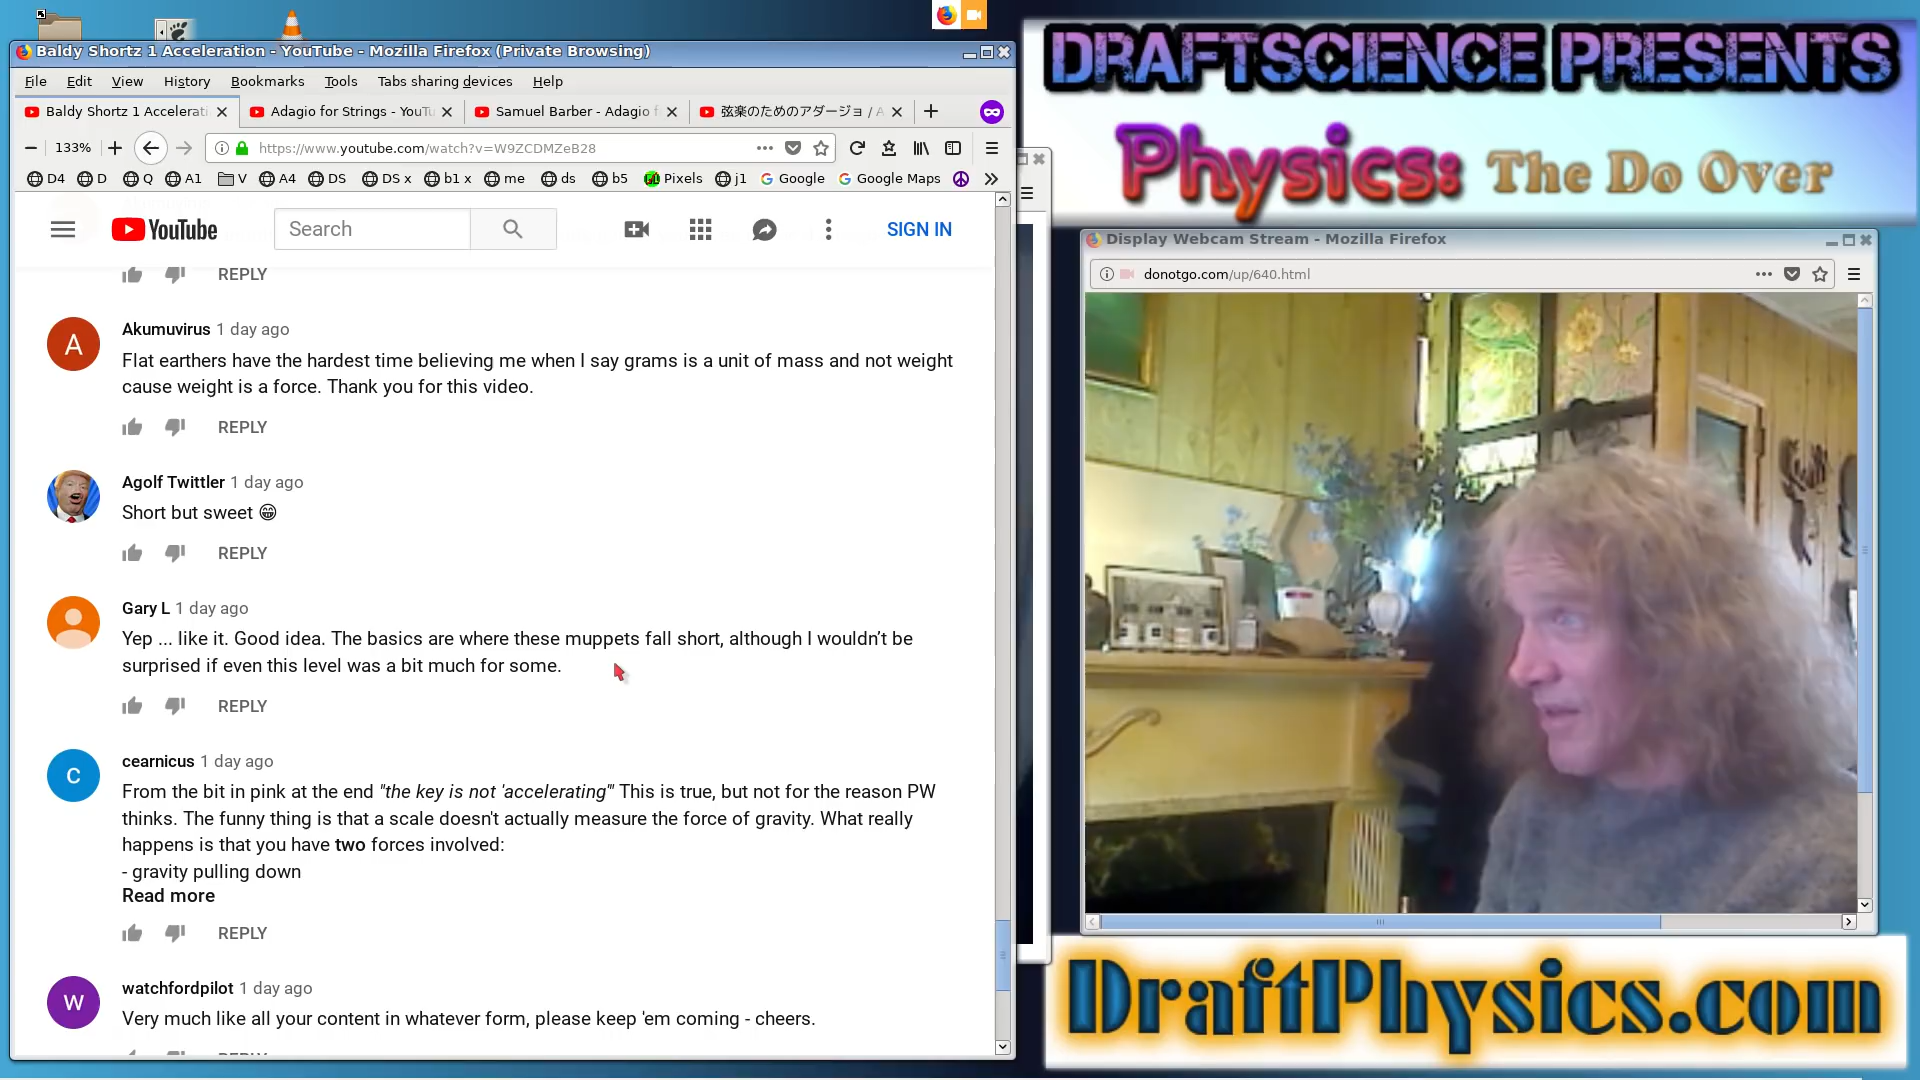 Baldy Shortz 1 Acceleration - YouTube - Mozilla Firefox (Private Browsing)
File Edit View History Bookmarks Tools Tabs sharing devices Help
Baldy Shortz 1 Accelerati
Adagio for Strings - YouTu
Samuel Barber - Adagio f
弦楽のためのアダージョ / A
133%
https://www.youtube.com/watch?v=W9ZCDMZeB28
D4 D Q A1 V A4 DS DS x b1 x me ds b5 Pixels j1 Google Google Maps
YouTube
Search
SIGN IN
REPLY
A
Akumuvirus 1 day ago
Flat earthers have the hardest time believing me when I say grams is a unit of mass and not weight
cause weight is a force. Thank you for this video.
REPLY
Agolf Twittler 1 day ago
Short but sweet 😁
REPLY
Gary L 1 day ago
Yep ... like it. Good idea. The basics are where these muppets fall short, although I wouldn't be
surprised if even this level was a bit much for some.
REPLY
C
cearnicus 1 day ago
From the bit in pink at the end "the key is not 'accelerating'" This is true, but not for the reason PW
thinks. The funny thing is that a scale doesn't actually measure the force of gravity. What really
happens is that you have two forces involved:
- gravity pulling down
Read more
REPLY
W
watchfordpilot 1 day ago
Very much like all your content in whatever form, please keep 'em coming - cheers.
REPLY
DRAFTSCIENCE PRESENTS
Physics: The Do Over
Display Webcam Stream - Mozilla Firefox
donotgo.com/up/640.html
DraftPhysics.com